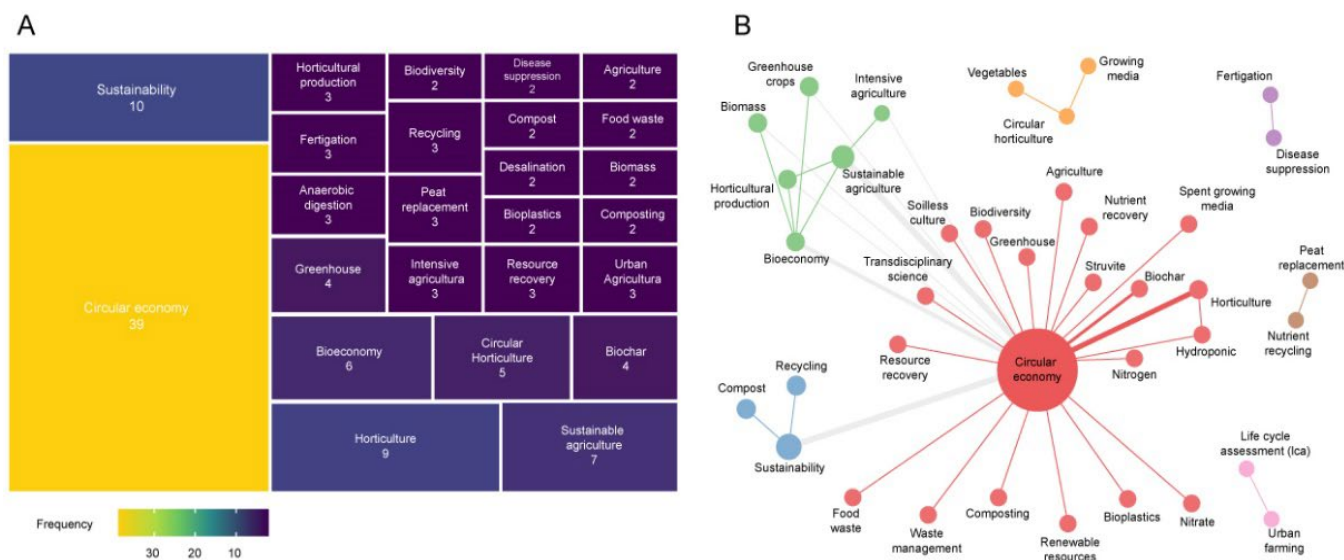 A
Sustainability
10
Circular economy
39
Horticultural
production
3
Biodiversity
2
Disease
suppression
2
Agriculture
2
Fertigation
3
Recycling
3
Compost
2
Food waste
2
Desalination
2
Biomass
2
Anaerobic
digestion
3
Peat
replacement
3
Bioplastics
2
Composting
2
Greenhouse
4
Intensive
agricultura
3
Resource
recovery
3
Urban
Agricultura
3
Bioeconomy
6
Circular
Horticulture
5
Biochar
4
Horticulture
9
Sustainable
agriculture
7
Frequency
30 20 10
B
Greenhouse
crops
Intensive
agriculture
Biomass
Sustainable
agriculture
Horticultural
production
Bioeconomy
Vegetables
Growing
media
Circular
horticulture
Fertigation
Disease
suppression
Agriculture
Nutrient
recovery
Spent growing
media
Soilless
culture
Biodiversity
Greenhouse
Transdisciplinary
science
Struvite
Biochar
Horticulture
Peat
replacement
Nutrient
recycling
Resource
recovery
Circular
economy
Hydroponic
Nitrogen
Recycling
Compost
Sustainability
Life cycle
assessment (lca)
Urban
farming
Food
waste
Waste
management
Composting
Renewable
resources
Bioplastics
Nitrate